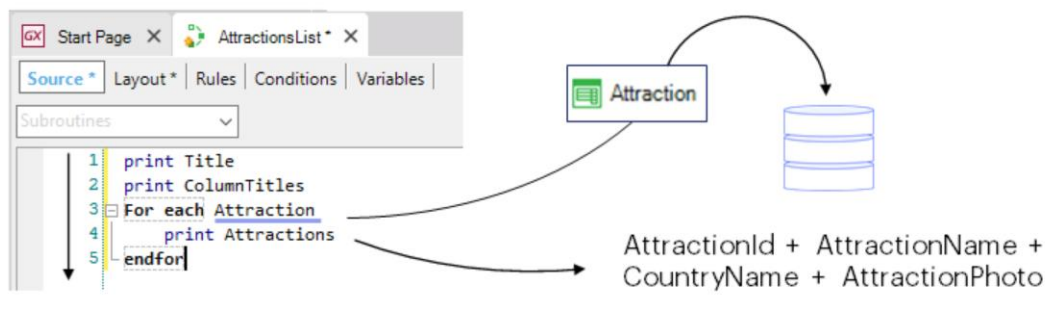 GX Start Page X AttractionsList * X
Source * Layout * Rules Conditions Variables
Subroutines
1 print Title
2 print ColumnTitles
3 For each Attraction
4 print Attractions
5 endfor
Attraction
AttractionId + AttractionName +
CountryName + AttractionPhoto